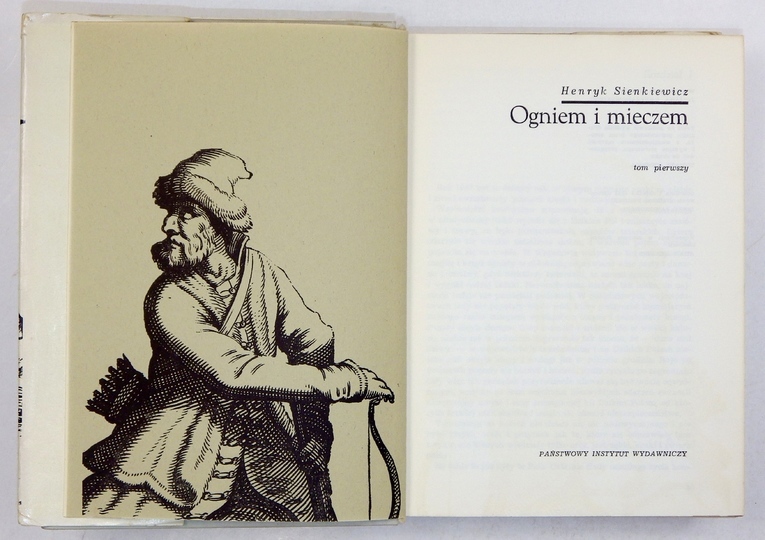 Henryk Sienkiewicz
Ogniem i mieczem
tom pierwszy
PAŃSTWOWY INSTYTUT WYDAWNICZY